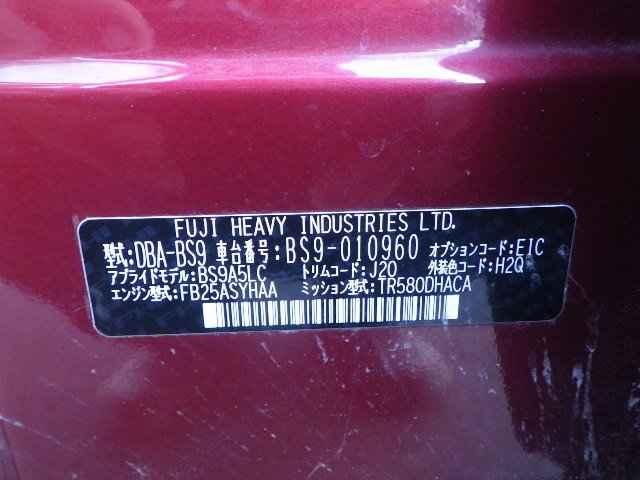 FUJI HEAVY INDUSTRIES LTD.
型式:DBA-BS9 車台番号:BS9-010960 オプションコード:E1C
アプライドモデル:BS9A5LC トリムコード:J20 外装色コード:H2Q
エンジン型式:FB25ASYHAA ミッション型式:TR580DHACA